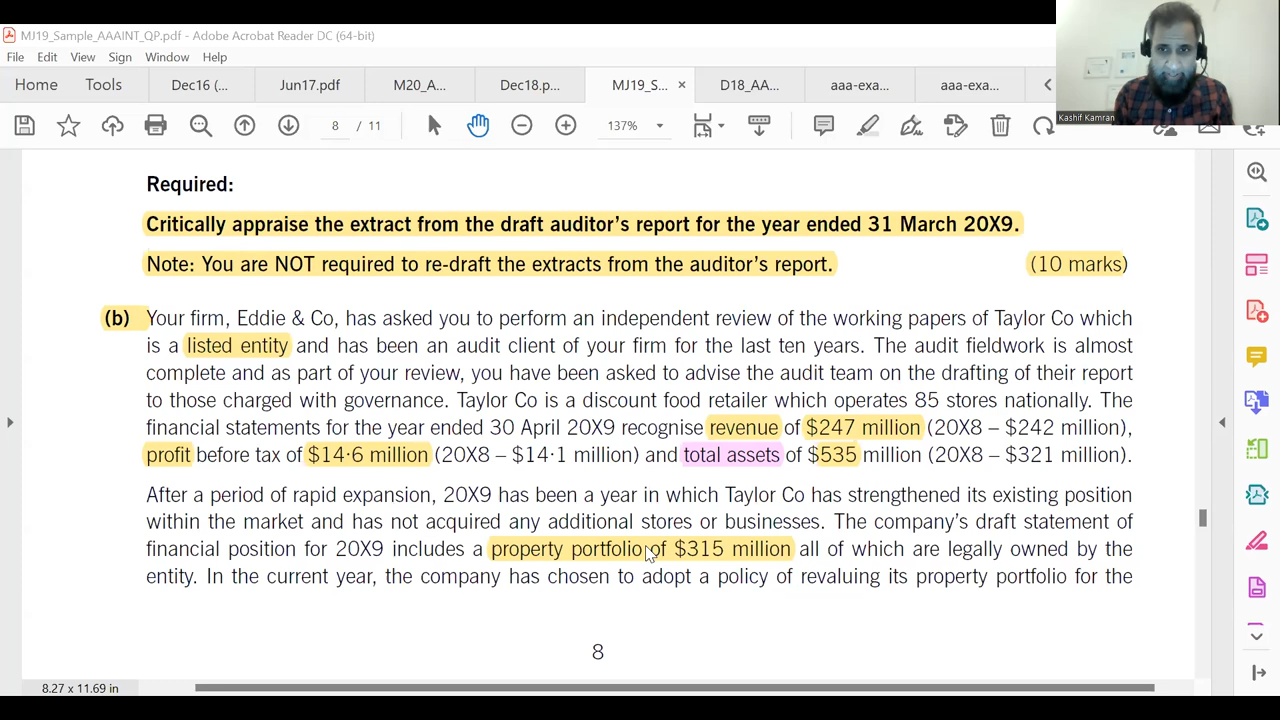 MJ19_Sample_AAAINT_QP.pdf - Adobe Acrobat Reader DC (64-bit)
File Edit View Sign Window Help
Home Tools Dec16 (... Jun17.pdf M20_A... Dec18.p... MJ19_S... × D18_AA... aaa-exa... aaa-exa...
8 / 11 137%
Kashif Kamran
Required:
Critically appraise the extract from the draft auditor's report for the year ended 31 March 20X9.
Note: You are NOT required to re-draft the extracts from the auditor's report. (10 marks)
(b) Your firm, Eddie & Co, has asked you to perform an independent review of the working papers of Taylor Co which
is a listed entity and has been an audit client of your firm for the last ten years. The audit fieldwork is almost
complete and as part of your review, you have been asked to advise the audit team on the drafting of their report
to those charged with governance. Taylor Co is a discount food retailer which operates 85 stores nationally. The
financial statements for the year ended 30 April 20X9 recognise revenue of $247 million (20X8 – $242 million),
profit before tax of $14·6 million (20X8 – $14·1 million) and total assets of $535 million (20X8 – $321 million).
After a period of rapid expansion, 20X9 has been a year in which Taylor Co has strengthened its existing position
within the market and has not acquired any additional stores or businesses. The company's draft statement of
financial position for 20X9 includes a property portfolio of $315 million all of which are legally owned by the
entity. In the current year, the company has chosen to adopt a policy of revaluing its property portfolio for the
8
8.27 x 11.69 in